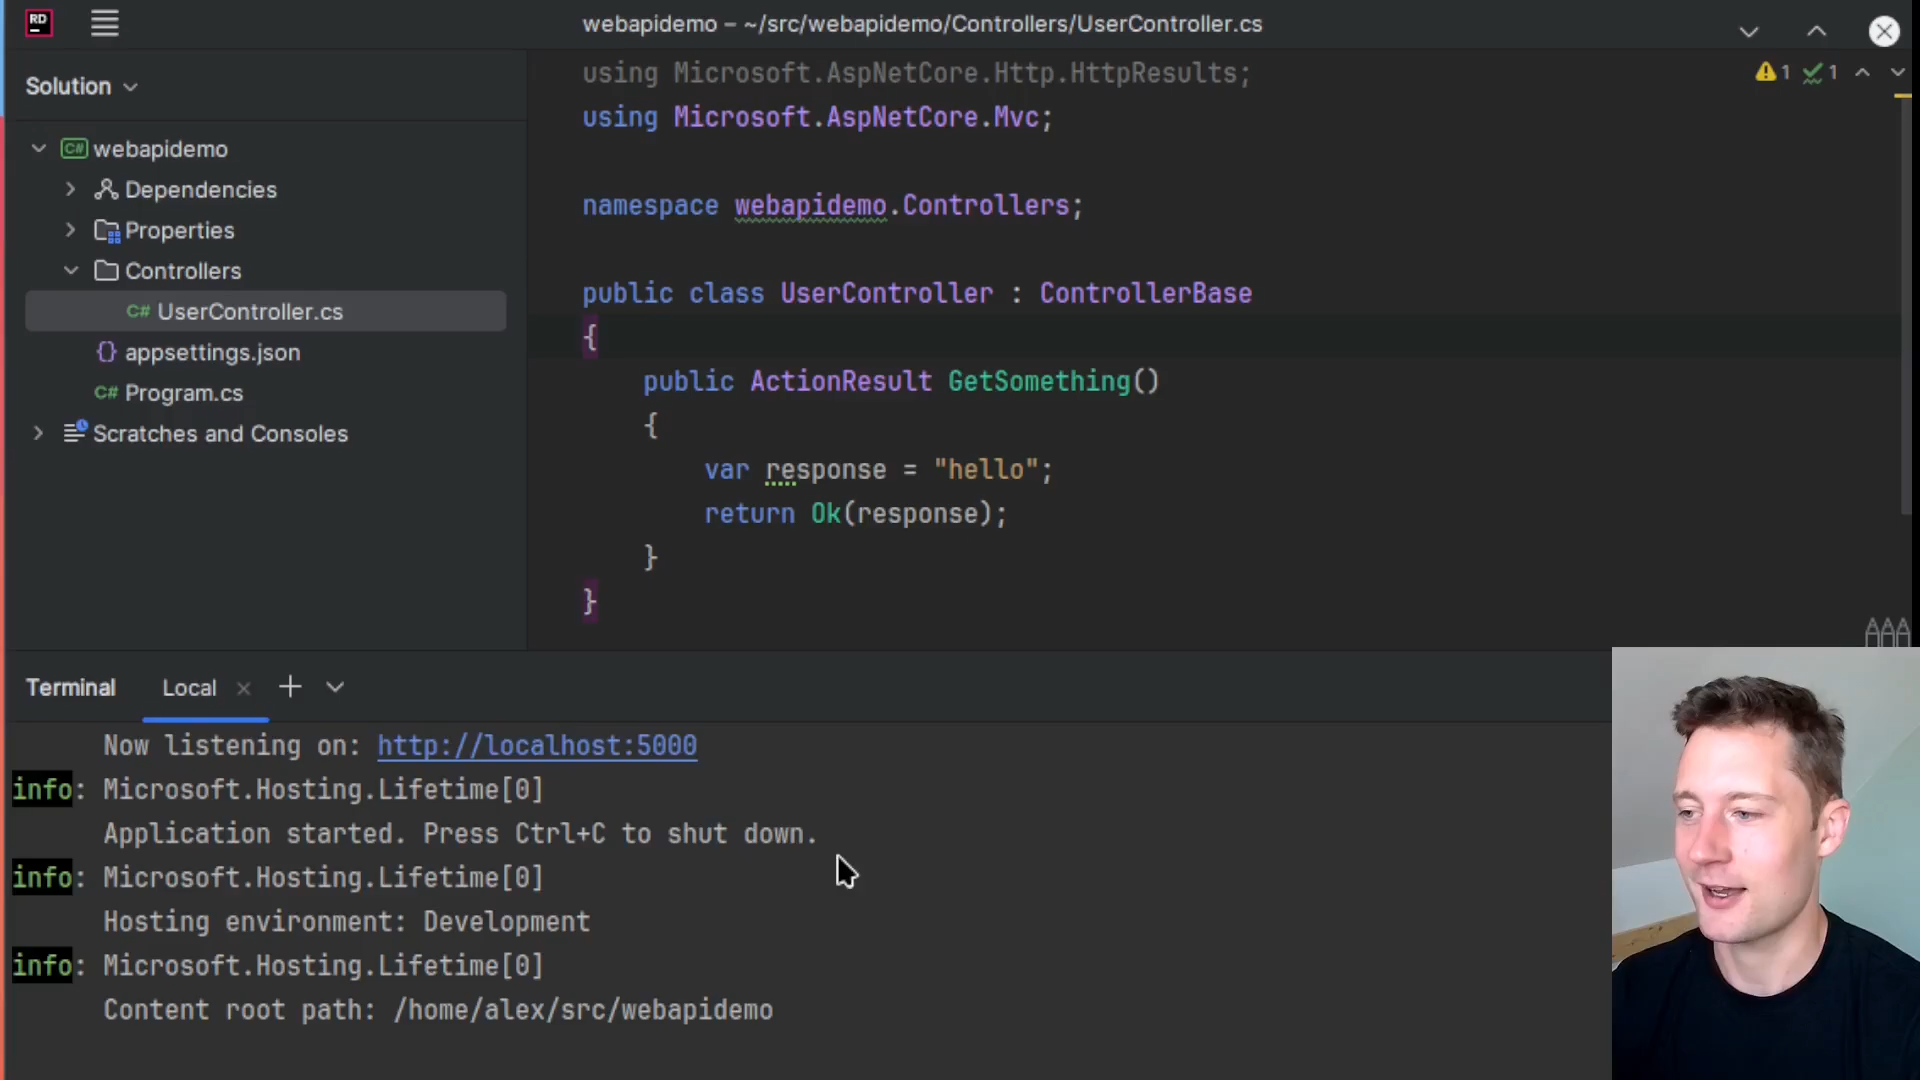 RD
webapidemo – ~/src/webapidemo/Controllers/UserController.cs
Solution
webapidemo
Dependencies
Properties
Controllers
C# UserController.cs
{} appsettings.json
C# Program.cs
Scratches and Consoles
using Microsoft.AspNetCore.Http.HttpResults;
1 1
using Microsoft.AspNetCore.Mvc;
namespace webapidemo.Controllers;
public class UserController : ControllerBase
{
public ActionResult GetSomething()
{
var response = "hello";
return Ok(response);
}
}
Terminal Local
Now listening on: http://localhost:5000
info: Microsoft.Hosting.Lifetime[0]
Application started. Press Ctrl+C to shut down.
info: Microsoft.Hosting.Lifetime[0]
Hosting environment: Development
info: Microsoft.Hosting.Lifetime[0]
Content root path: /home/alex/src/webapidemo